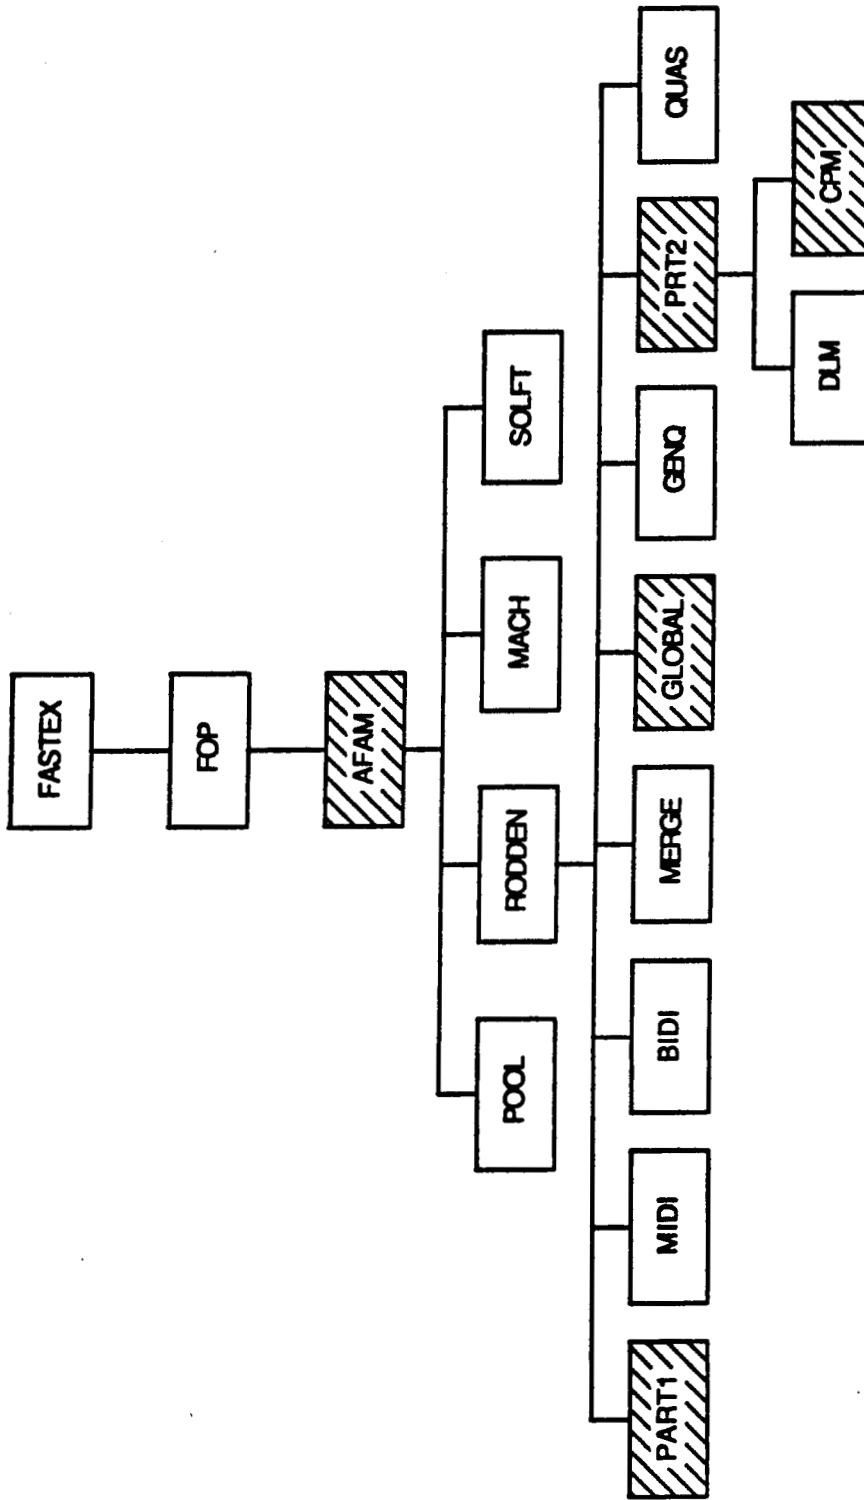 FASTEX
FOP
AFAM
POOL
RODDEN
MACH
SOLFT
PART1
MIDI
BIDI
MERGE
GLOBAL
GENQ
PRT2
QUAS
DLM
CPM